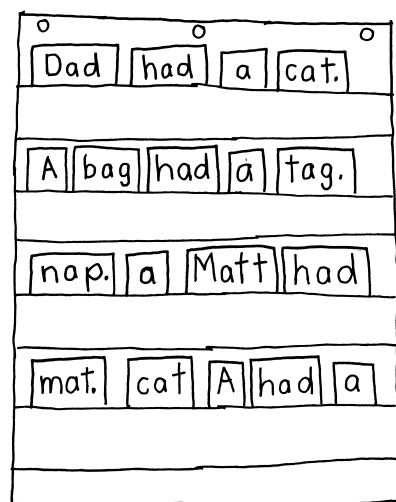 Dad had a cat.
A bag had a tag.
nap. a Matt had
mat. cat A had a